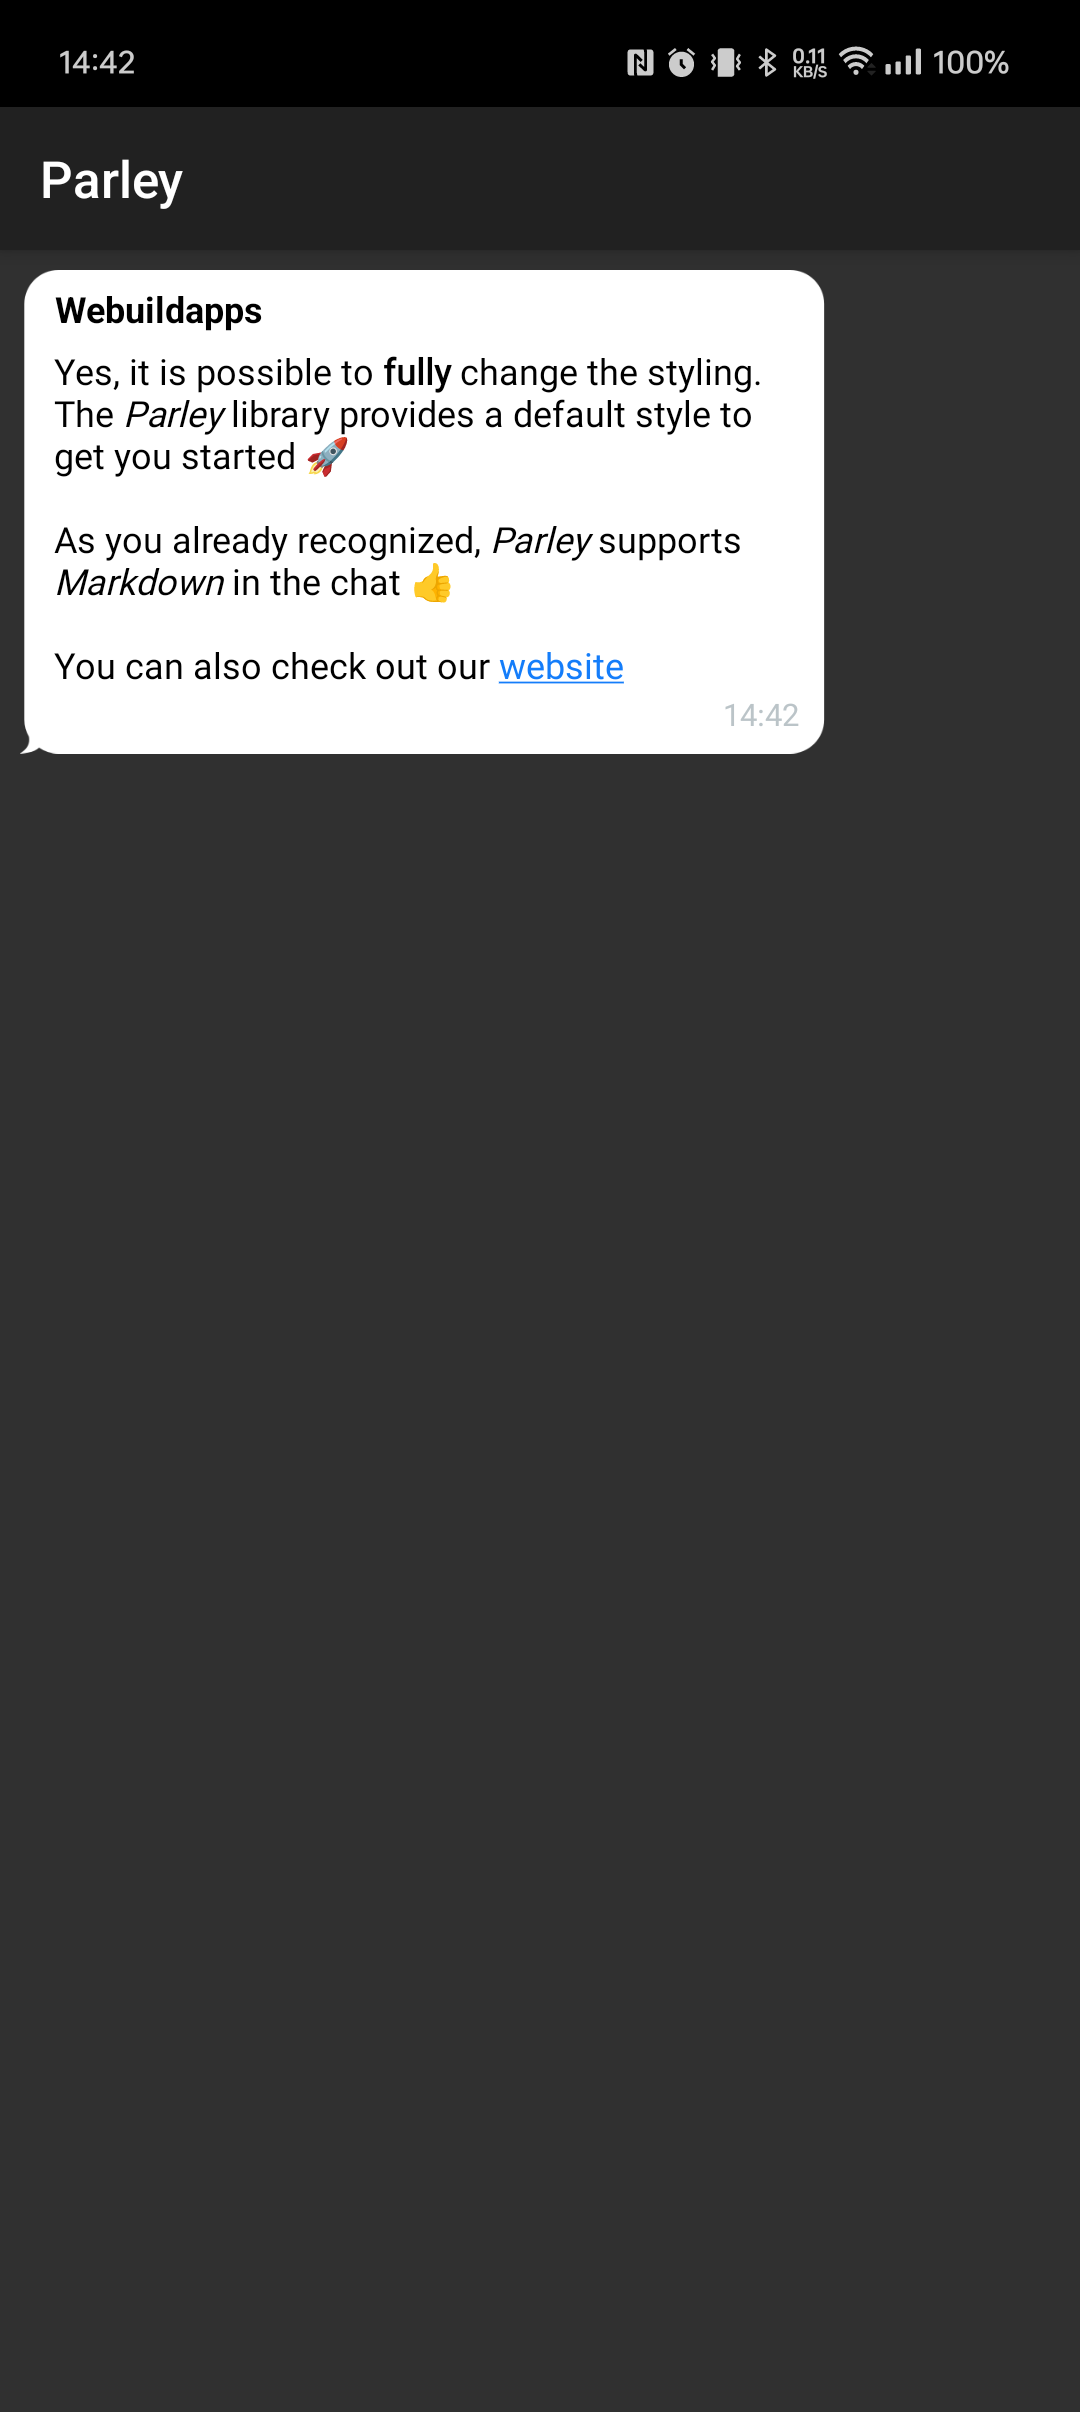 14:42 0.11 KB/S 100%
Parley
Webuildapps
Yes, it is possible to fully change the styling.
The Parley library provides a default style to
get you started 🚀
As you already recognized, Parley supports
Markdown in the chat 👍
You can also check out our website
14:42